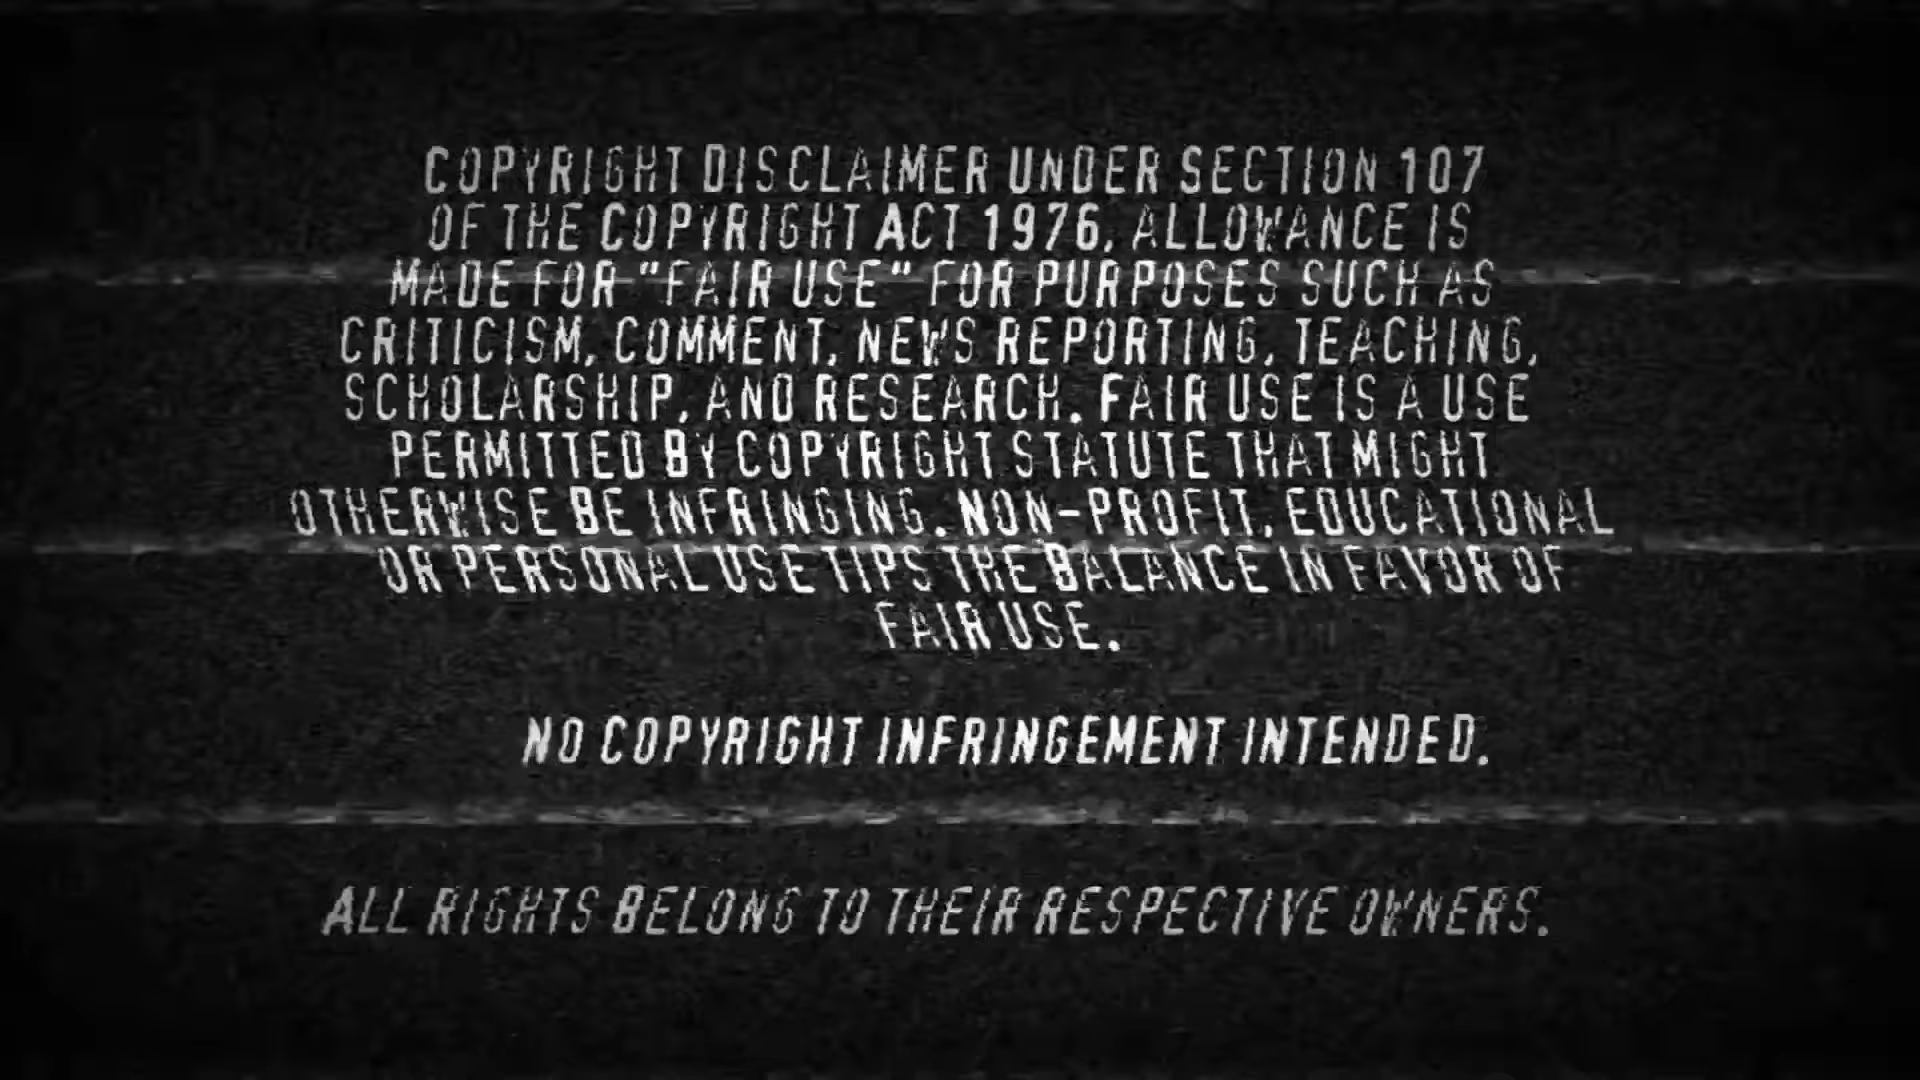 COPYRIGHT DISCLAIMER UNDER SECTION 107
OF THE COPYRIGHT ACT 1976, ALLOWANCE IS
MADE FOR "FAIR USE" FOR PURPOSES SUCH AS
CRITICISM, COMMENT, NEWS REPORTING, TEACHING,
SCHOLARSHIP, AND RESEARCH. FAIR USE IS A USE
PERMITTED BY COPYRIGHT STATUTE THAT MIGHT
OTHERWISE BE INFRINGING. NON-PROFIT, EDUCATIONAL
OR PERSONAL USE TIPS THE BALANCE IN FAVOR OF
FAIR USE.
NO COPYRIGHT INFRINGEMENT INTENDED.
ALL RIGHTS BELONG TO THEIR RESPECTIVE OWNERS.